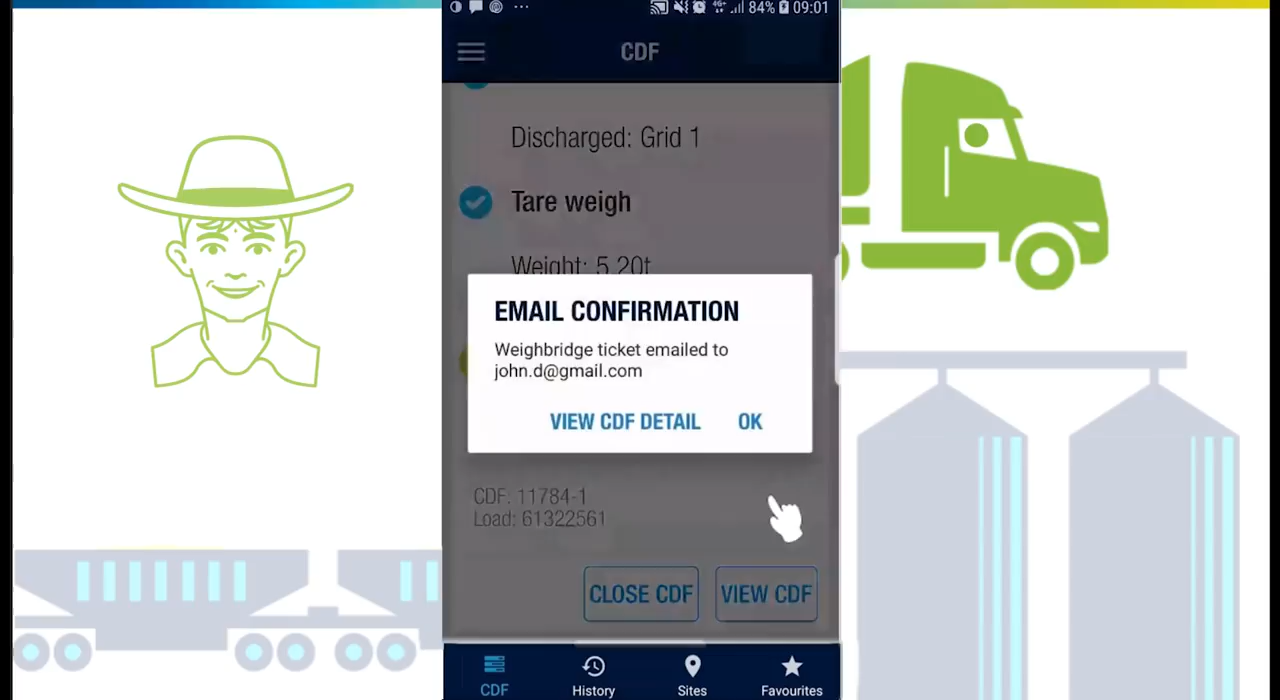 84% 09:01
CDF
Discharged: Grid 1
Tare weigh
Weight: 5.20t
EMAIL CONFIRMATION
Weighbridge ticket emailed to
john.d@gmail.com
VIEW CDF DETAIL OK
CDF: 11784-1
Load: 61322561
CLOSE CDF VIEW CDF
CDF History Sites Favourites